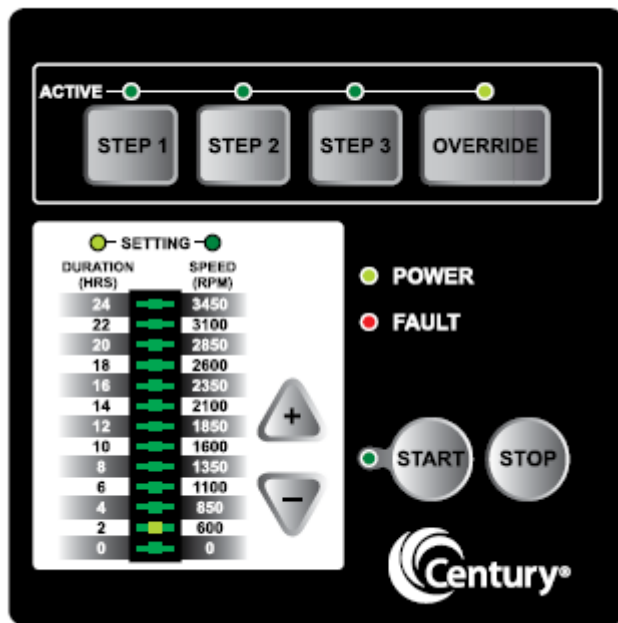 ACTIVE
STEP 1 STEP 2 STEP 3 OVERRIDE
SETTING
DURATION (HRS) SPEED (RPM)
24 3450
22 3100
20 2850
18 2600
16 2350
14 2100
12 1850
10 1600
8 1350
6 1100
4 850
2 600
0 0
+
−
POWER
FAULT
START STOP
Century®